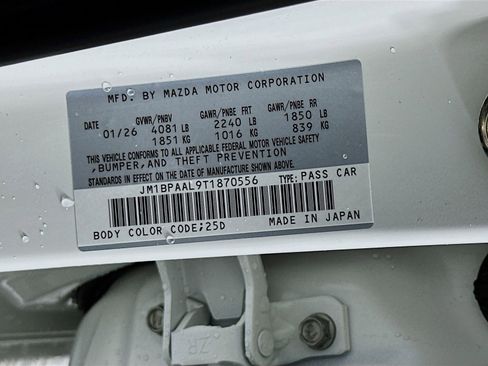 MFD. BY MAZDA MOTOR CORPORATION
DATE GVWR/PNBV GAWR/PNBE FRT GAWR/PNBE RR
01/26 4081 LB 2240 LB 1850 LB
1851 KG 1016 KG 839 KG
THIS VEHICLE CONFORMS TO ALL APPLICABLE FEDERAL MOTOR VEHICLE SAFETY
,BUMPER,AND THEFT PREVENTION
STANDARDS IN EFFECT ON THE DATE OF MANUFACTURE SHOWN ABOVE.
JM1BPAAL9T1870556 TYPE: PASS CAR
BODY COLOR CODE;25D MADE IN JAPAN
ZR